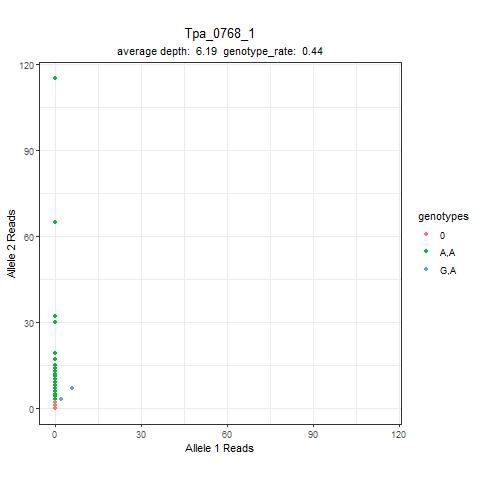 Tpa_0768_1
average depth: 6.19 genotype_rate: 0.44
120
90
60
30
0
Allele 2 Reads
0 30 60 90 120
Allele 1 Reads
genotypes
0
A,A
G,A